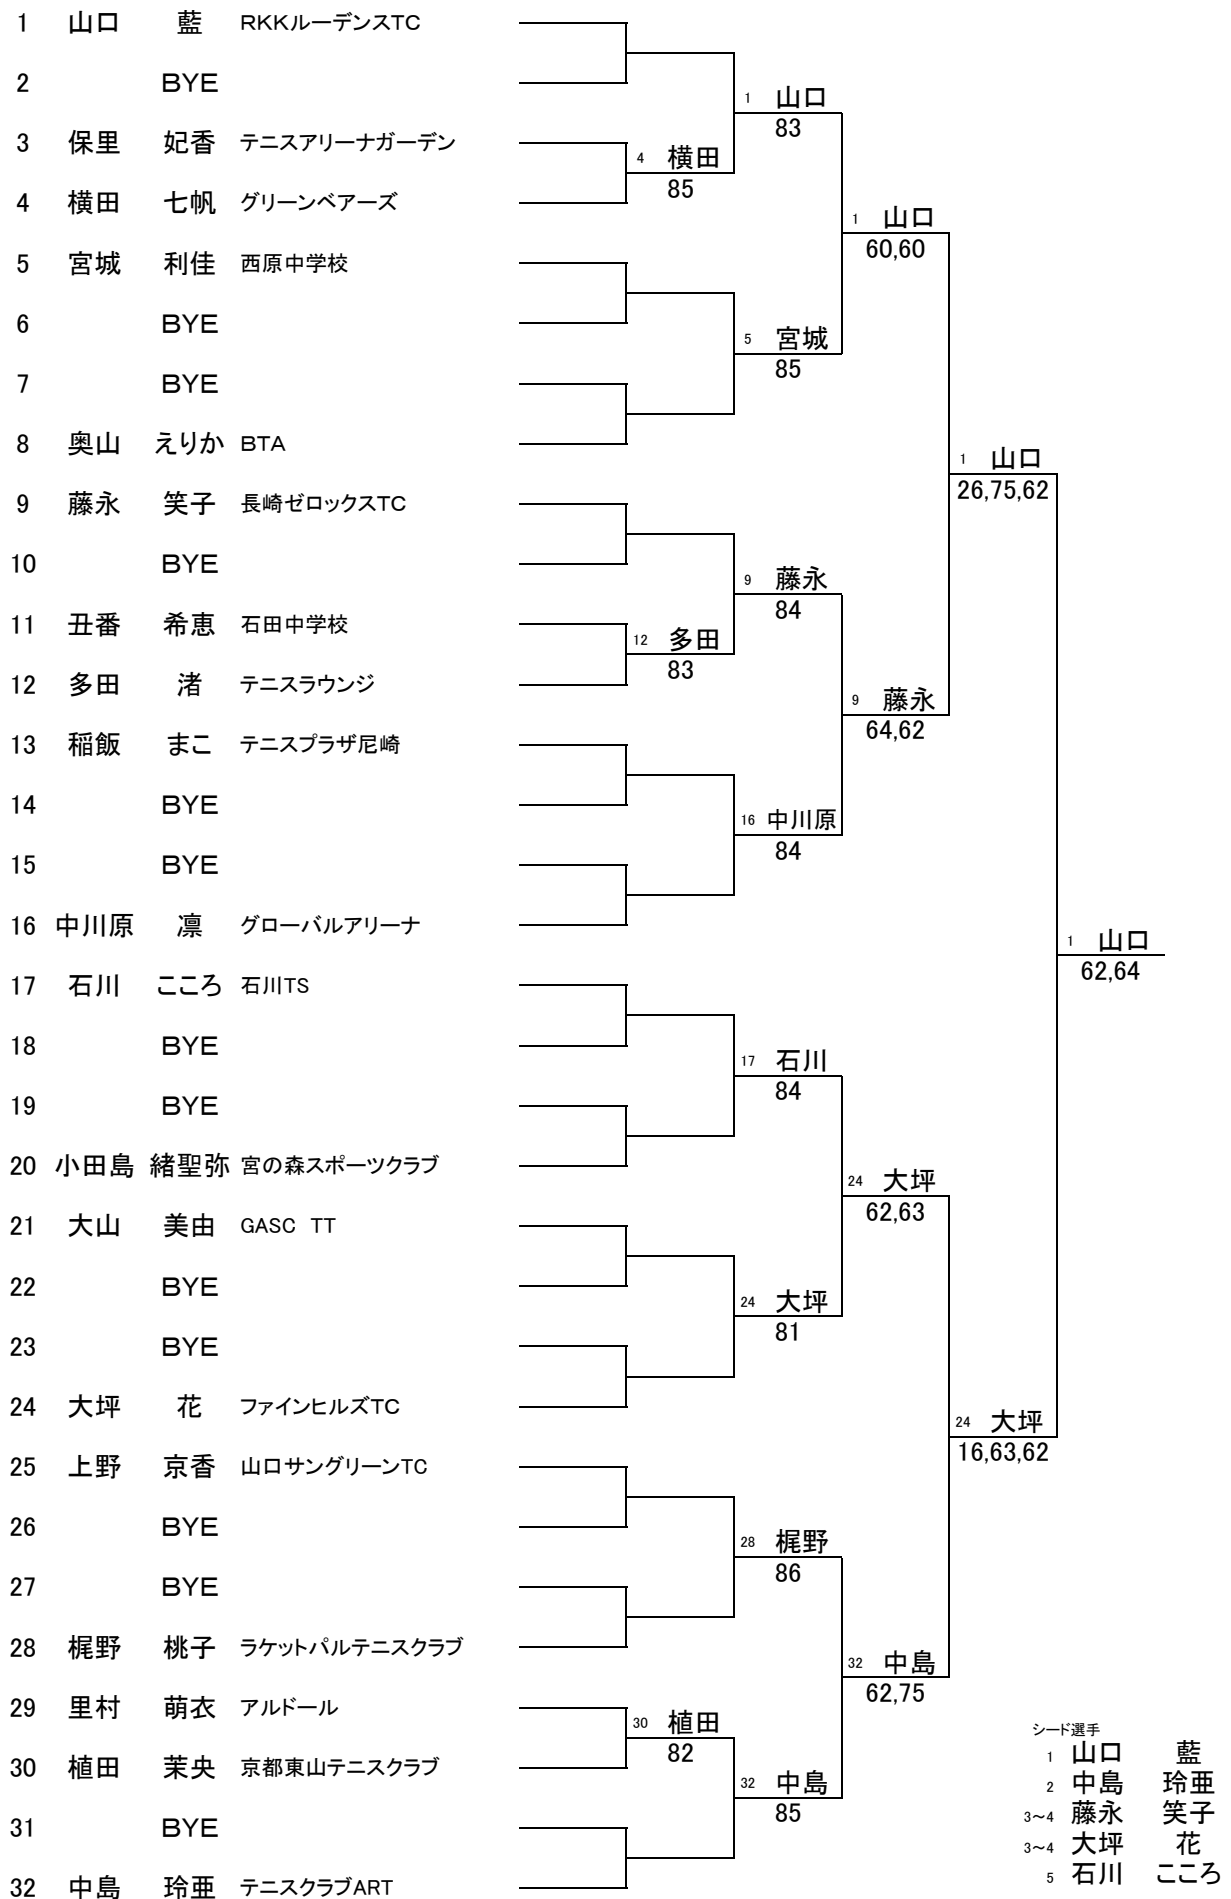 1 山口 藍 RKKルーデンスTC
2 BYE
1 山口
83
3 保里 妃香 テニスアリーナガーデン
4 横田
85
4 横田 七帆 グリーンベアーズ
1 山口
60,60
5 宮城 利佳 西原中学校
6 BYE
5 宮城
85
7 BYE
8 奥山 えりか BTA
1 山口
26,75,62
9 藤永 笑子 長崎ゼロックスTC
10 BYE
9 藤永
84
11 丑番 希恵 石田中学校
12 多田
83
12 多田 渚 テニスラウンジ
9 藤永
64,62
13 稲飯 まこ テニスプラザ尼崎
14 BYE
16 中川原
84
15 BYE
16 中川原 凛 グローバルアリーナ
1 山口
62,64
17 石川 こころ 石川TS
18 BYE
17 石川
84
19 BYE
20 小田島 緒聖弥 宮の森スポーツクラブ
24 大坪
62,63
21 大山 美由 GASC TT
22 BYE
24 大坪
81
23 BYE
24 大坪 花 ファインヒルズTC
24 大坪
16,63,62
25 上野 京香 山口サングリーンTC
26 BYE
28 梶野
86
27 BYE
28 梶野 桃子 ラケットパルテニスクラブ
32 中島
62,75
29 里村 萌衣 アルドール
30 植田
82
30 植田 茉央 京都東山テニスクラブ
32 中島
85
31 BYE
32 中島 玲亜 テニスクラブART
シード選手
1 山口 藍
2 中島 玲亜
3～4 藤永 笑子
3～4 大坪 花
5 石川 こころ